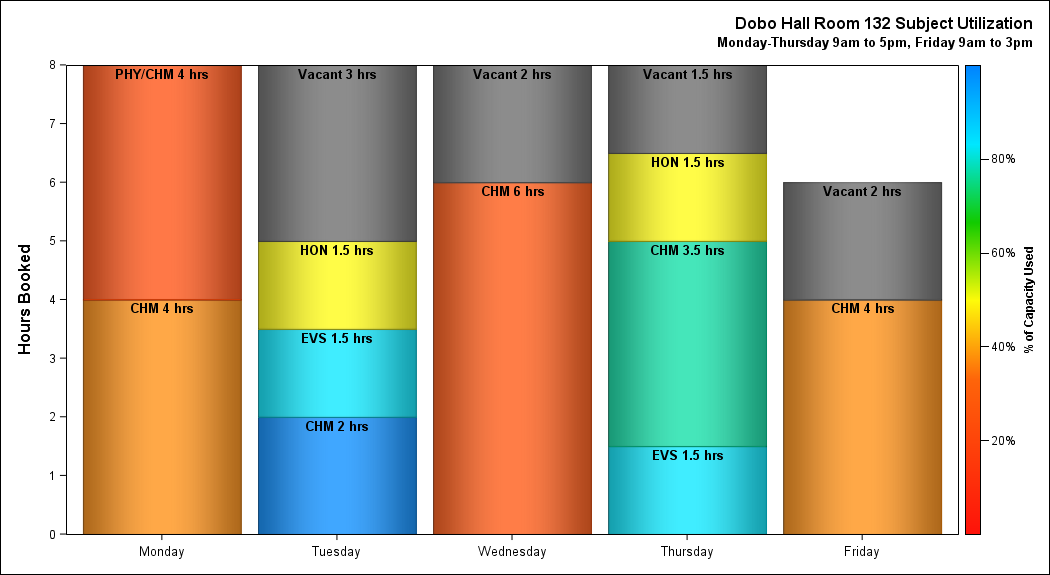 Dobo Hall Room 132 Subject Utilization
Monday-Thursday 9am to 5pm, Friday 9am to 3pm
Hours Booked
8
7
6
5
4
3
2
1
0
PHY/CHM 4 hrs
CHM 4 hrs
Vacant 3 hrs
HON 1.5 hrs
EVS 1.5 hrs
CHM 2 hrs
Vacant 2 hrs
CHM 6 hrs
Vacant 1.5 hrs
HON 1.5 hrs
CHM 3.5 hrs
EVS 1.5 hrs
Vacant 2 hrs
CHM 4 hrs
Monday
Tuesday
Wednesday
Thursday
Friday
80%
60%
40%
20%
% of Capacity Used